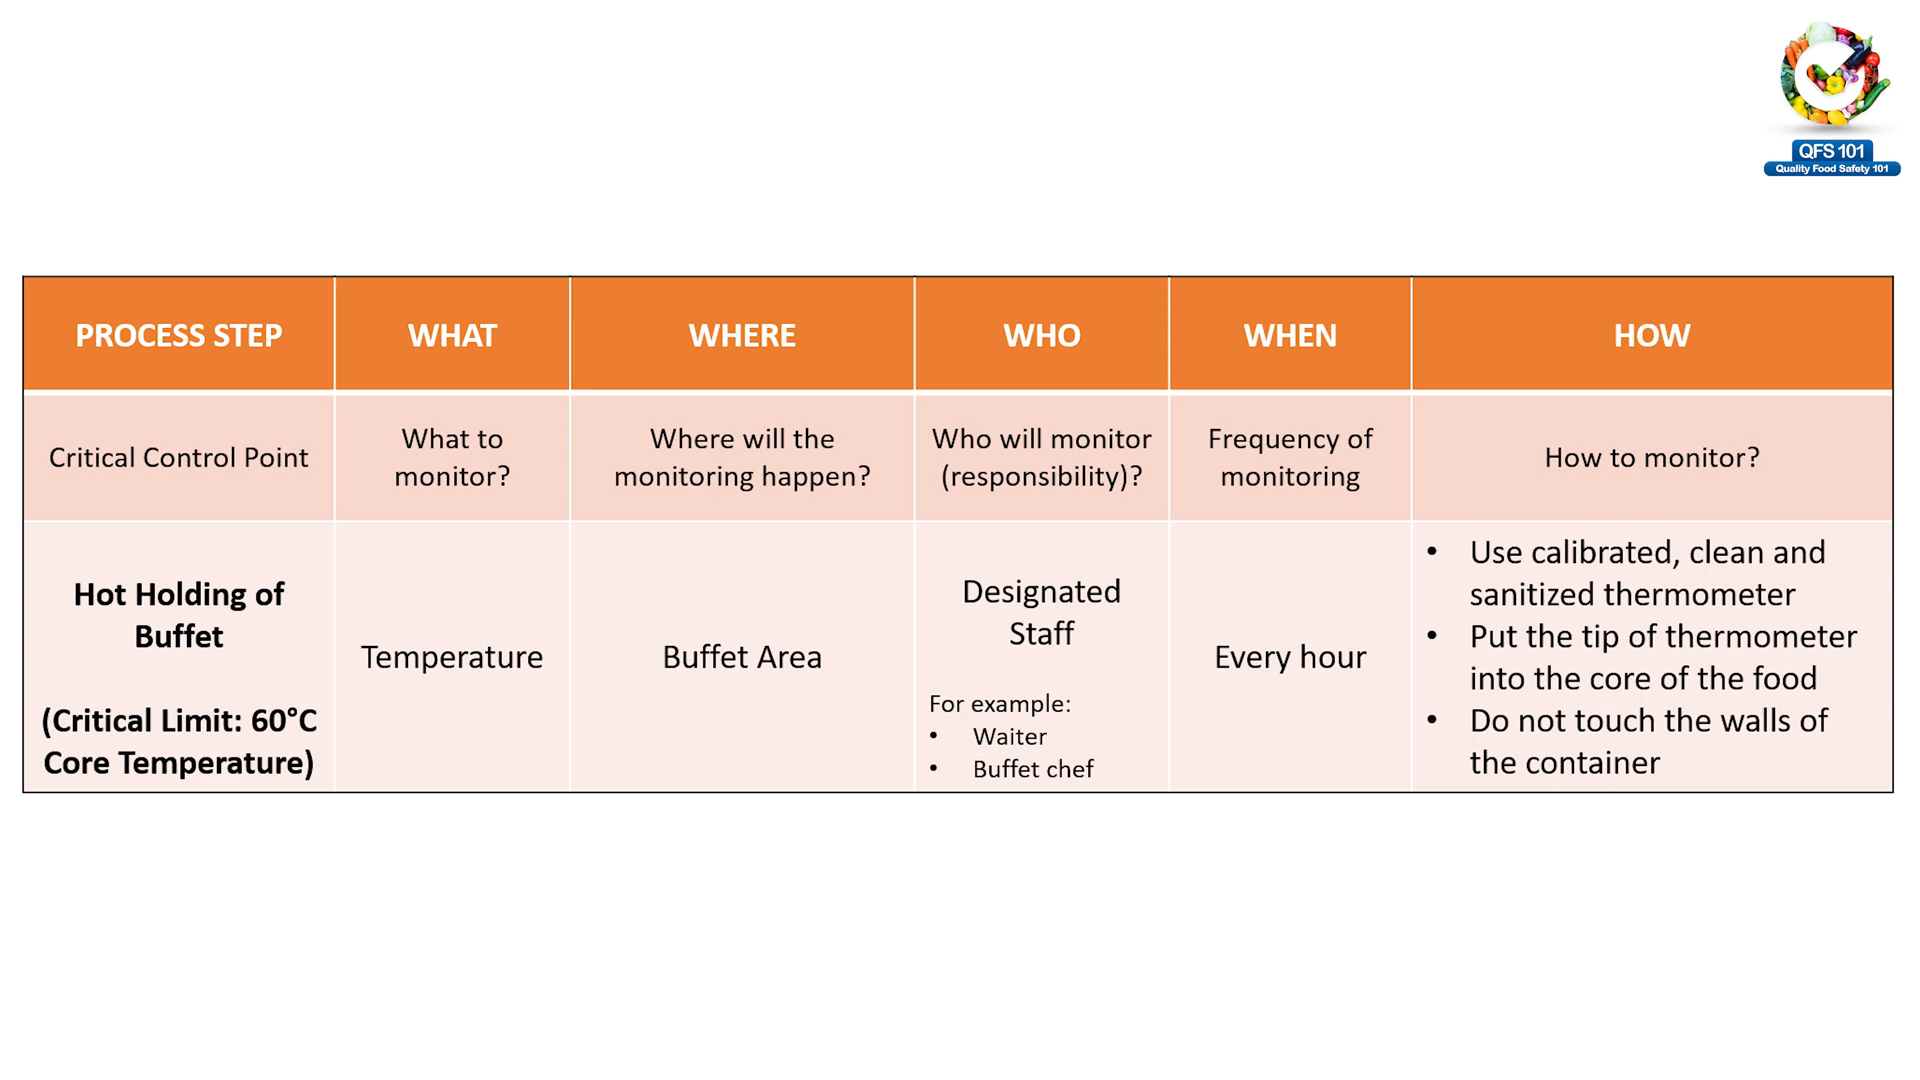 QFS 101
Quality Food Safety 101
PROCESS STEP
WHAT
WHERE
WHO
WHEN
HOW
Critical Control Point
What to
monitor?
Where will the
monitoring happen?
Who will monitor
(responsibility)?
Frequency of
monitoring
How to monitor?
Hot Holding of
Buffet
(Critical Limit: 60°C
Core Temperature)
Temperature
Buffet Area
Designated
Staff
For example:
• Waiter
• Buffet chef
Every hour
• Use calibrated, clean and
sanitized thermometer
• Put the tip of thermometer
into the core of the food
• Do not touch the walls of
the container